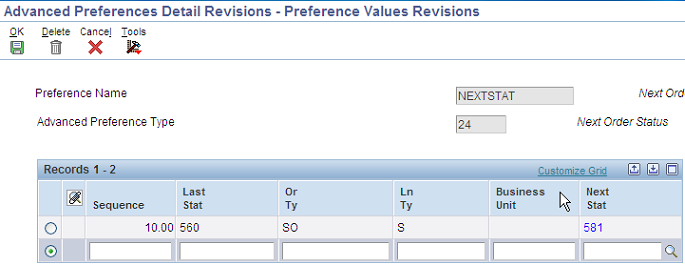 Advanced Preferences Detail Revisions - Preference Values Revisions
OK Delete Cancel Tools
Preference Name NEXTSTAT Next Ord
Advanced Preference Type 24 Next Order Status
Records 1 - 2 Customize Grid
Sequence Last Stat Or Ty Ln Ty Business Unit Next Stat
10.00 560 SO S 581